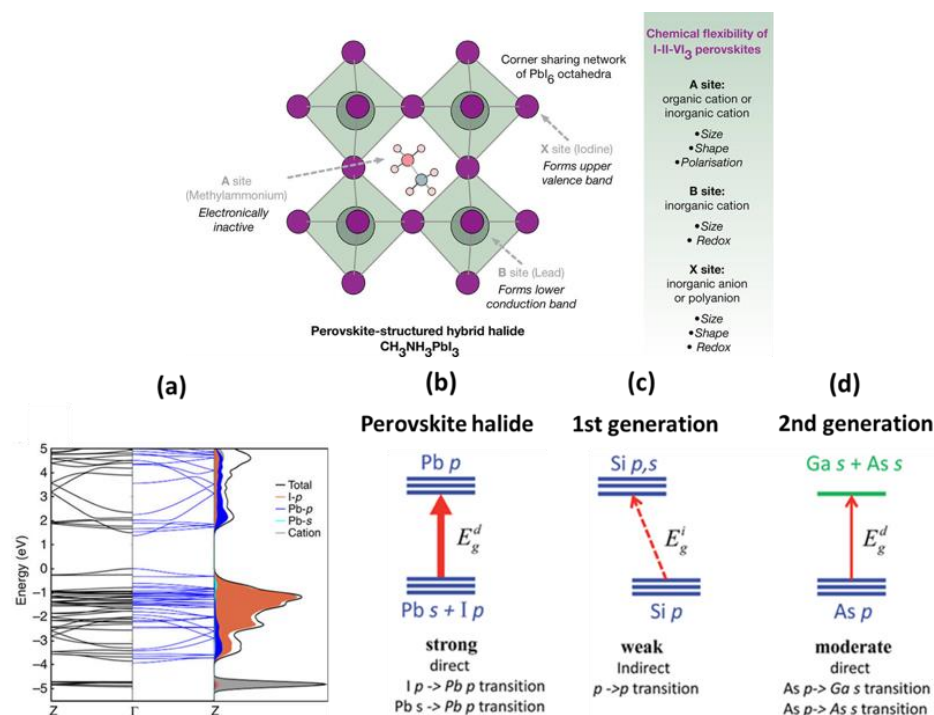 Corner sharing network
of PbI6 octahedra
X site (Iodine)
Forms upper
valence band
A site
(Methylammonium)
Electronically
inactive
B site (Lead)
Forms lower
conduction band
Perovskite-structured hybrid halide
CH3NH3PbI3
Chemical flexibility of
I-II-VI3 perovskites
A site:
organic cation or
inorganic cation
•Size
•Shape
•Polarisation
B site:
inorganic cation
•Size
• Redox
X site:
inorganic anion
or polyanion
•Size
•Shape
• Redox
(a)
Energy (eV)
5
4
3
2
1
0
−1
−2
−3
−4
−5
Z
Γ
Z
Total
I-p
Pb-p
Pb-s
Cation
(b)
Perovskite halide
Pb p
E_g^d
Pb s + I p
strong
direct
I p -> Pb p transition
Pb s -> Pb p transition
(c)
1st generation
Si p,s
E_g^i
Si p
weak
Indirect
p ->p transition
(d)
2nd generation
Ga s + As s
E_g^d
As p
moderate
direct
As p-> Ga s transition
As p-> As s transition